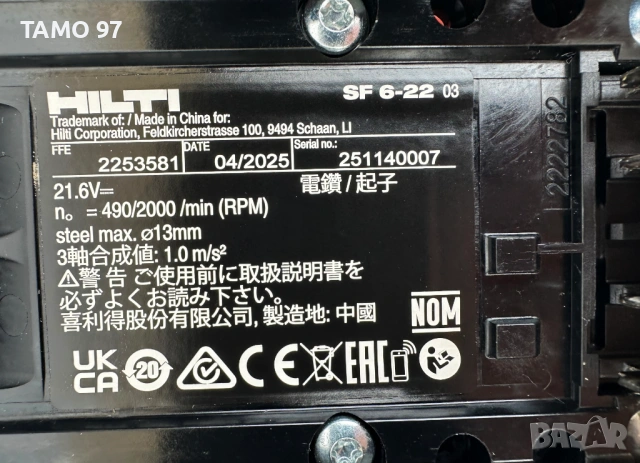 TAMO 97
HILTI SF 6-22 03
Trademark of: / Made in China for:
Hilti Corporation, Feldkircherstrasse 100, 9494 Schaan, LI
FFE DATE Serial no.:
2253581 04/2025 251140007
21.6V⎓ 電鑽 / 起子
n₀ = 490/2000 /min (RPM)
steel max. ø13mm
3軸合成値: 1.0 m/s²
⚠警告 ご使用前に取扱説明書を
必ずよくお読み下さい。
喜利得股份有限公司, 製造地: 中國
NOM
UK CA 20 CE EAC
2222782
BAZAR